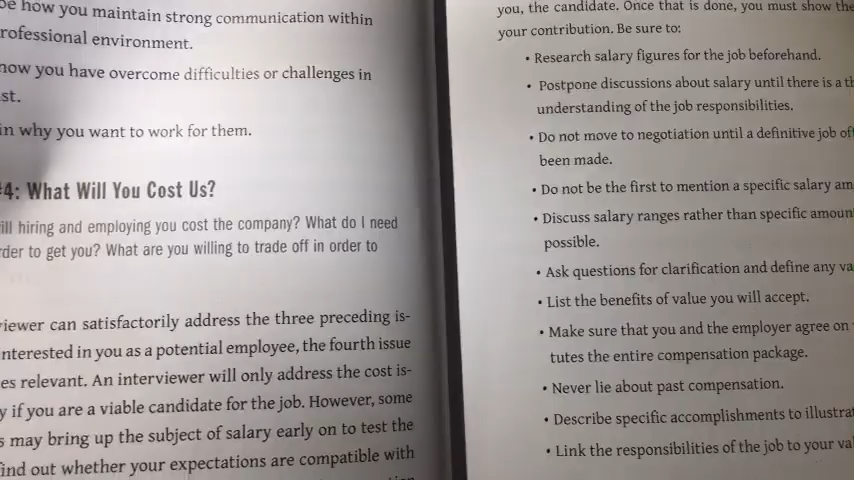 how you maintain strong communication within
professional environment.
how you have overcome difficulties or challenges in
st.
in why you want to work for them.
#4: What Will You Cost Us?
ill hiring and employing you cost the company? What do I need
rder to get you? What are you willing to trade off in order to
viewer can satisfactorily address the three preceding is-
nterested in you as a potential employee, the fourth issue
es relevant. An interviewer will only address the cost is-
y if you are a viable candidate for the job. However, some
s may bring up the subject of salary early on to test the
find out whether your expectations are compatible with
you, the candidate. Once that is done, you must show the
your contribution. Be sure to:
• Research salary figures for the job beforehand.
• Postpone discussions about salary until there is a th
understanding of the job responsibilities.
• Do not move to negotiation until a definitive job of
been made.
• Do not be the first to mention a specific salary am
• Discuss salary ranges rather than specific amoun
possible.
• Ask questions for clarification and define any va
• List the benefits of value you will accept.
• Make sure that you and the employer agree on
tutes the entire compensation package.
• Never lie about past compensation.
• Describe specific accomplishments to illustrat
• Link the responsibilities of the job to your val